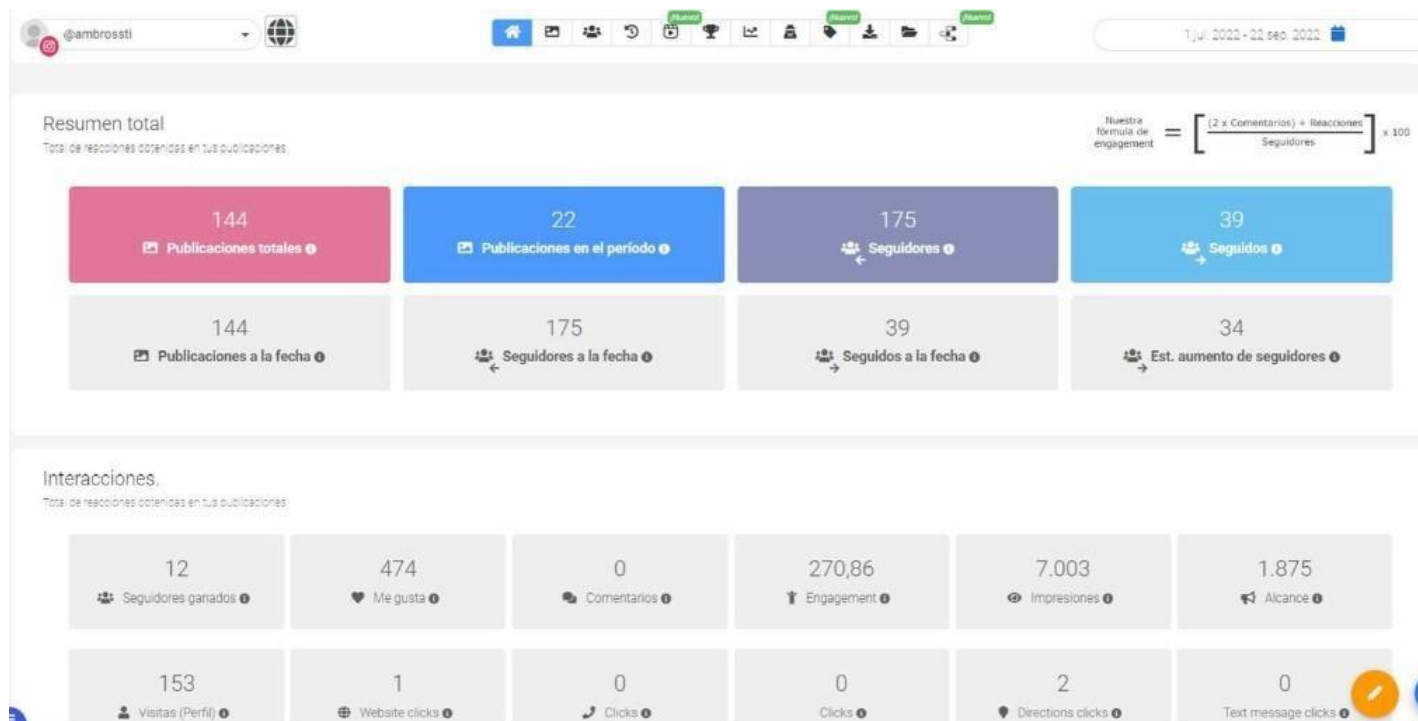 @ambrossti
¡Nuevo!
¡Nuevo!
¡Nuevo!
1 jul. 2022 - 22 sep. 2022
Resumen total
Total de reacciones obtenidas en tus publicaciones
Nuestra fórmula de engagement = [ (2 x Comentarios) + Reacciones / Seguidores ] x 100
144
Publicaciones totales
22
Publicaciones en el período
175
Seguidores
39
Seguidos
144
Publicaciones a la fecha
175
Seguidores a la fecha
39
Seguidos a la fecha
34
Est. aumento de seguidores
Interacciones.
Total de reacciones obtenidas en tus publicaciones
12
Seguidores ganados
474
Me gusta
0
Comentarios
270,86
Engagement
7.003
Impresiones
1.875
Alcance
153
Visitas (Perfil)
1
Website clicks
0
Clicks
0
Clicks
2
Directions clicks
0
Text message clicks